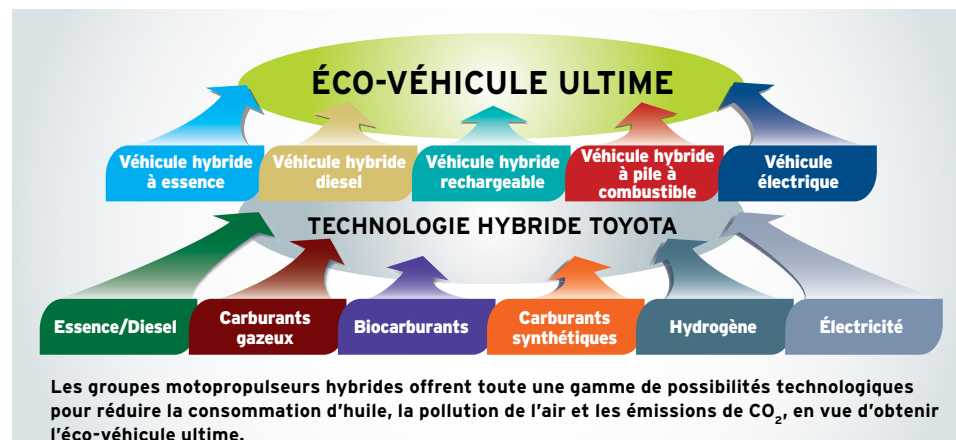 ÉCO-VÉHICULE ULTIME
Véhicule hybride
à essence
Véhicule hybride
diesel
Véhicule hybride
rechargeable
Véhicule hybride
à pile à
combustible
Véhicule
électrique
TECHNOLOGIE HYBRIDE TOYOTA
Essence/Diesel
Carburants
gazeux
Biocarburants
Carburants
synthétiques
Hydrogène
Électricité
Les groupes motopropulseurs hybrides offrent toute une gamme de possibilités technologiques
pour réduire la consommation d'huile, la pollution de l'air et les émissions de CO₂, en vue d'obtenir
l'éco-véhicule ultime.